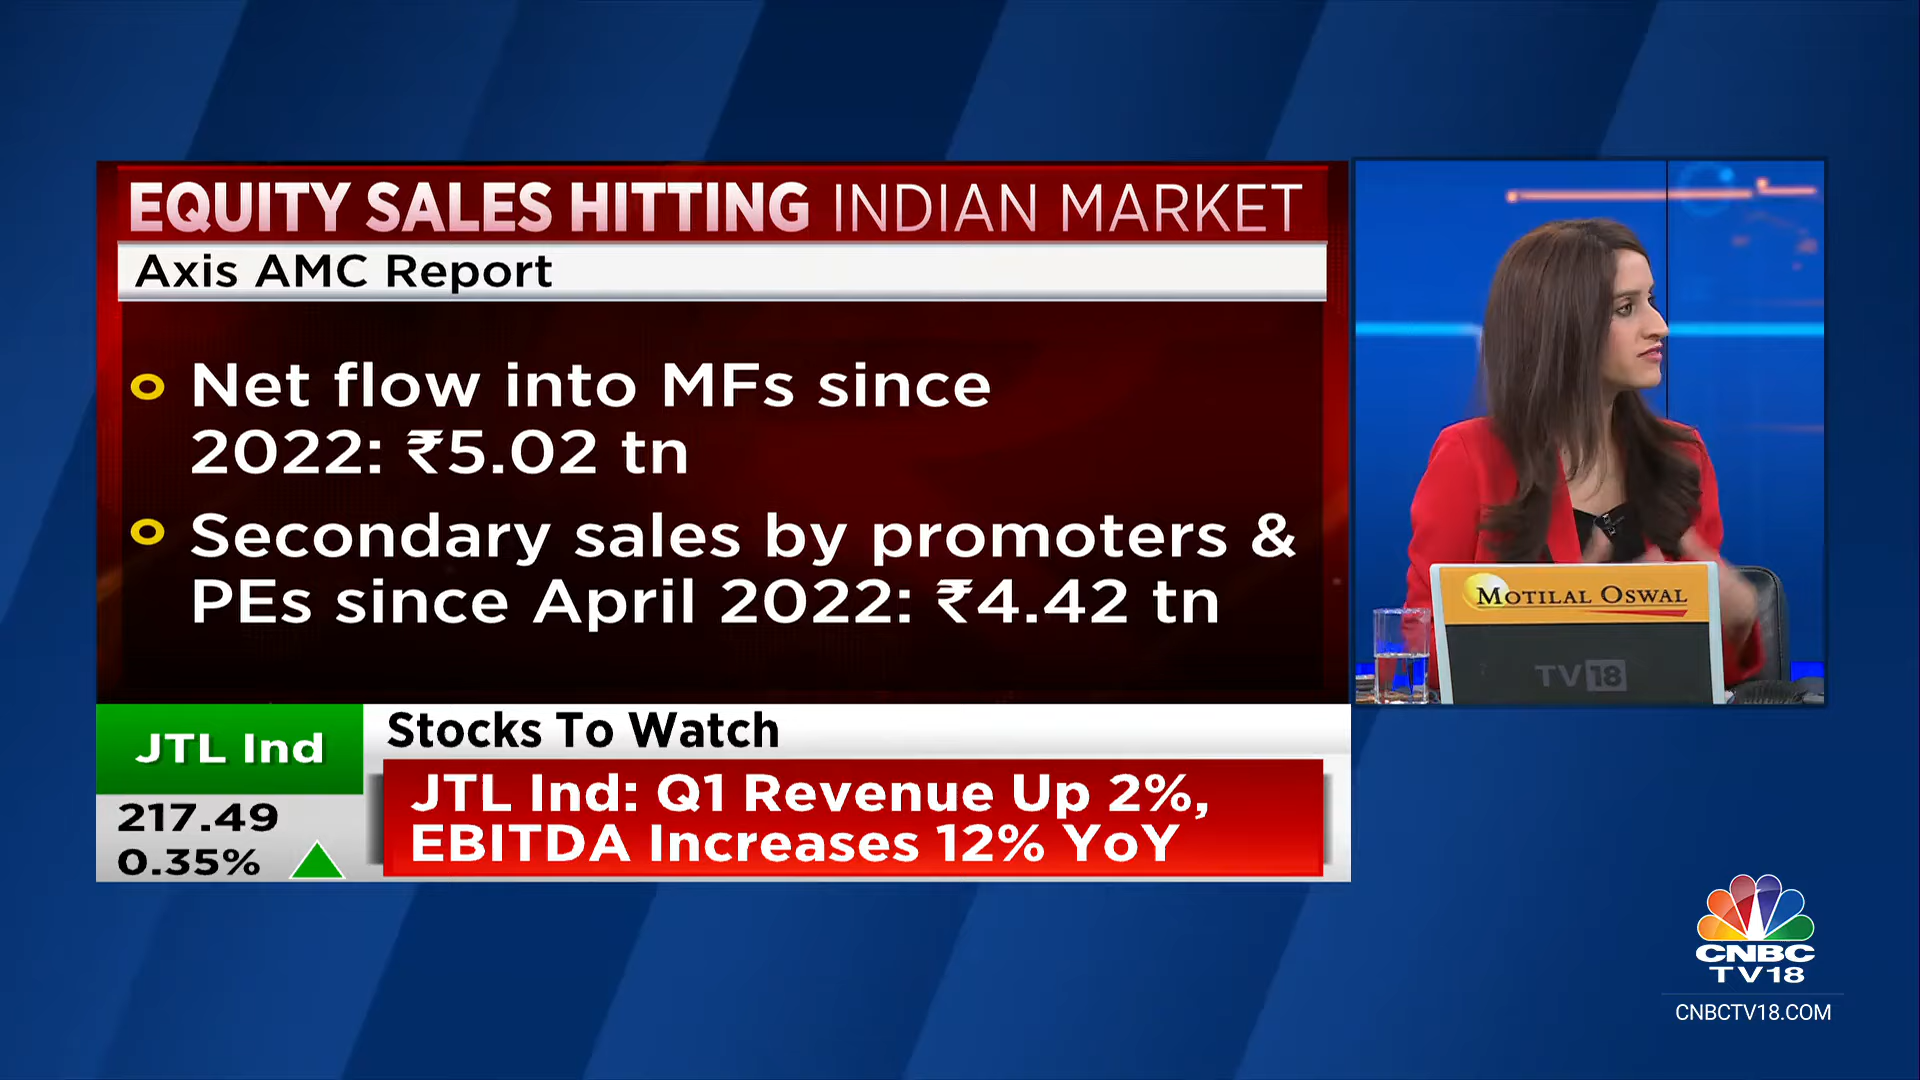 EQUITY SALES HITTING INDIAN MARKET
Axis AMC Report
Net flow into MFs since
2022: ₹5.02 tn
Secondary sales by promoters &
PEs since April 2022: ₹4.42 tn
MOTILAL OSWAL
TV18
JTL Ind
217.49
0.35%
Stocks To Watch
JTL Ind: Q1 Revenue Up 2%,
EBITDA Increases 12% YoY
CNBC
TV18
CNBCTV18.COM